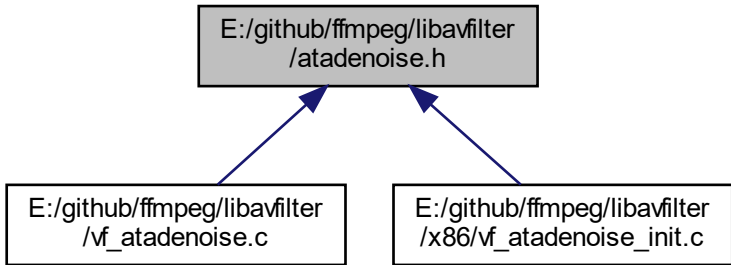 E:/github/ffmpeg/libavfilter
/atadenoise.h
E:/github/ffmpeg/libavfilter
/vf_atadenoise.c
E:/github/ffmpeg/libavfilter
/x86/vf_atadenoise_init.c